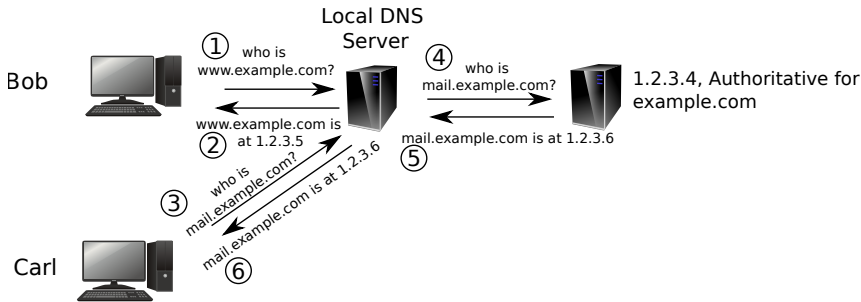 Local DNS
Server
①
who is
www.example.com?
④
who is
mail.example.com?
Bob
1.2.3.4, Authoritative for
example.com
www.example.com is
at 1.2.3.5
②
mail.example.com is at 1.2.3.6
⑤
③
who is
mail.example.com?
mail.example.com is at 1.2.3.6
⑥
Carl